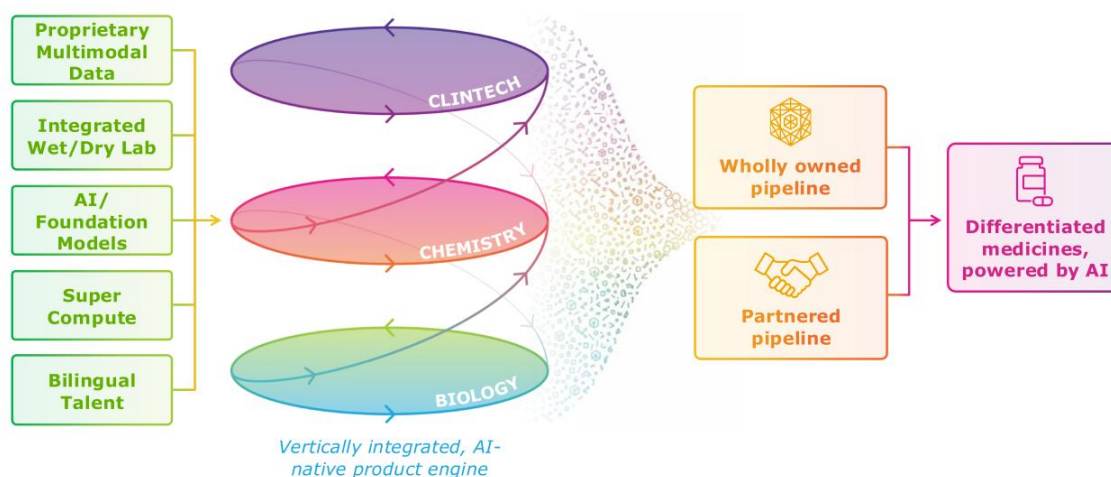 Proprietary
Multimodal
Data
Integrated
Wet/Dry Lab
AI/
Foundation
Models
Super
Compute
Bilingual
Talent
CLINTECH
CHEMISTRY
BIOLOGY
Vertically integrated, AI-
native product engine
Wholly owned
pipeline
Partnered
pipeline
Differentiated
medicines,
powered by AI